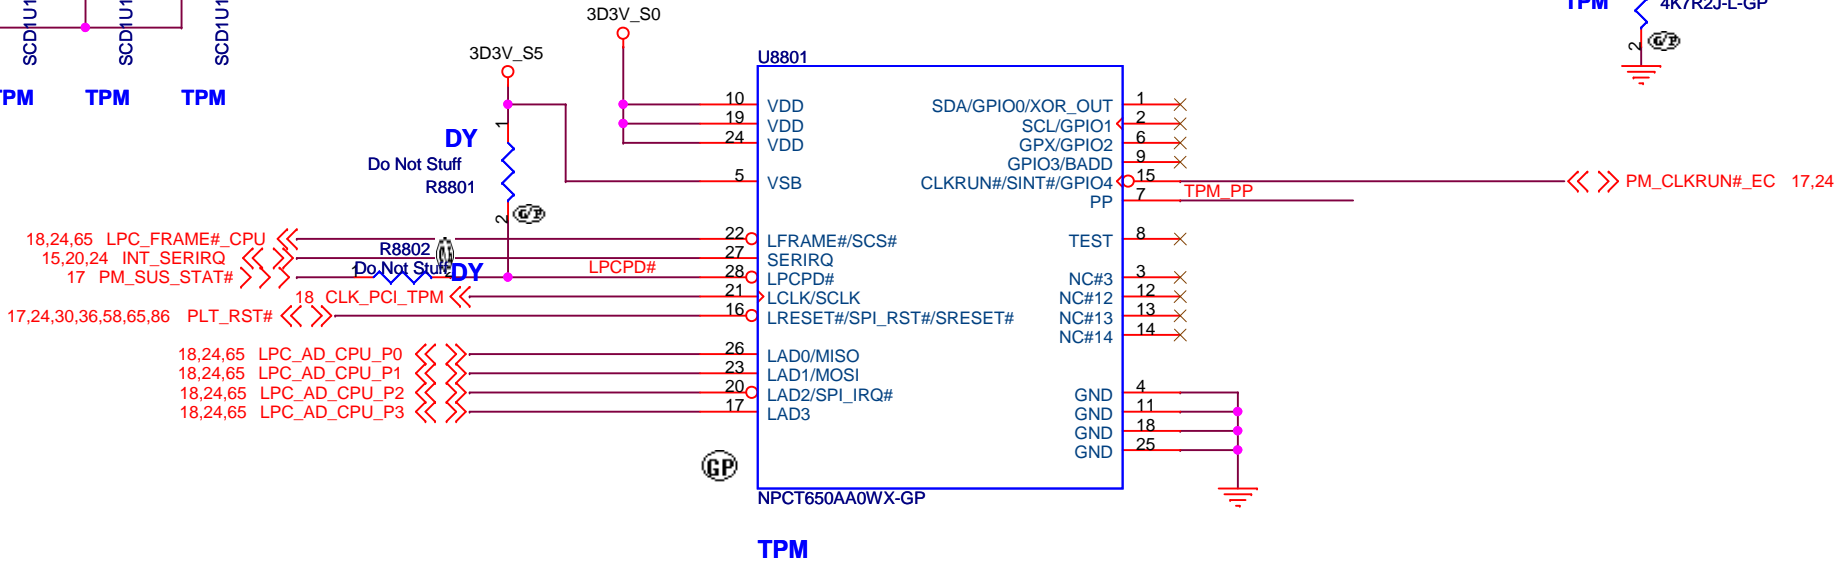 SCD1U1
SCD1U1
SCD1U1
TPM
TPM
TPM
3D3V_S0
3D3V_S5
TPM
4K7R2J-L-GP
2
G/P
U8801
1
DY
Do Not Stuff
R8801
2
G/P
10 VDD
19 VDD
24 VDD
5 VSB
18,24,65 LPC_FRAME#_CPU
22 LFRAME#/SCS#
15,20,24 INT_SERIRQ
R8802
27 SERIRQ
17 PM_SUS_STAT#
1 Do Not Stuff DY
LPCPD#
28 LPCPD#
18 CLK_PCI_TPM
21 LCLK/SCLK
17,24,30,36,58,65,86 PLT_RST#
16 LRESET#/SPI_RST#/SRESET#
18,24,65 LPC_AD_CPU_P0
26 LAD0/MISO
18,24,65 LPC_AD_CPU_P1
23 LAD1/MOSI
18,24,65 LPC_AD_CPU_P2
20 LAD2/SPI_IRQ#
18,24,65 LPC_AD_CPU_P3
17 LAD3
SDA/GPIO0/XOR_OUT 1
SCL/GPIO1 2
GPX/GPIO2 6
GPIO3/BADD 9
CLKRUN#/SINT#/GPIO4 15
PM_CLKRUN#_EC 17,24
PP 7 TPM_PP
TEST 8
NC#3 3
NC#12 12
NC#13 13
NC#14 14
GND 4
GND 11
GND 18
GND 25
GP
NPCT650AA0WX-GP
TPM